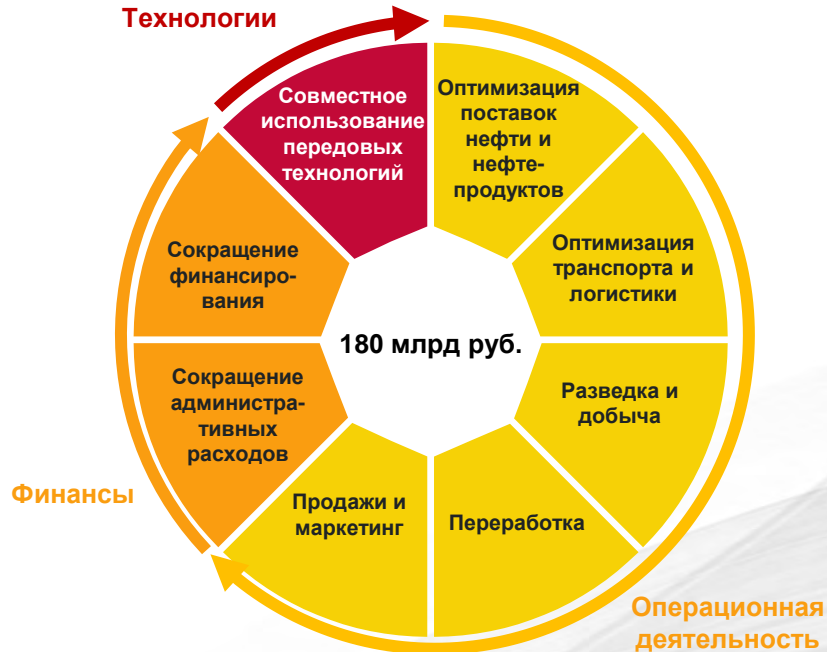 Технологии
Совместное
использование
передовых
технологий
Оптимизация
поставок
нефти и
нефте-
продуктов
Оптимизация
транспорта и
логистики
Разведка и
добыча
Переработка
Продажи и
маркетинг
Сокращение
административ-
тивных
расходов
Сокращение
финансиро-
вания
180 млрд руб.
Финансы
Операционная
деятельность